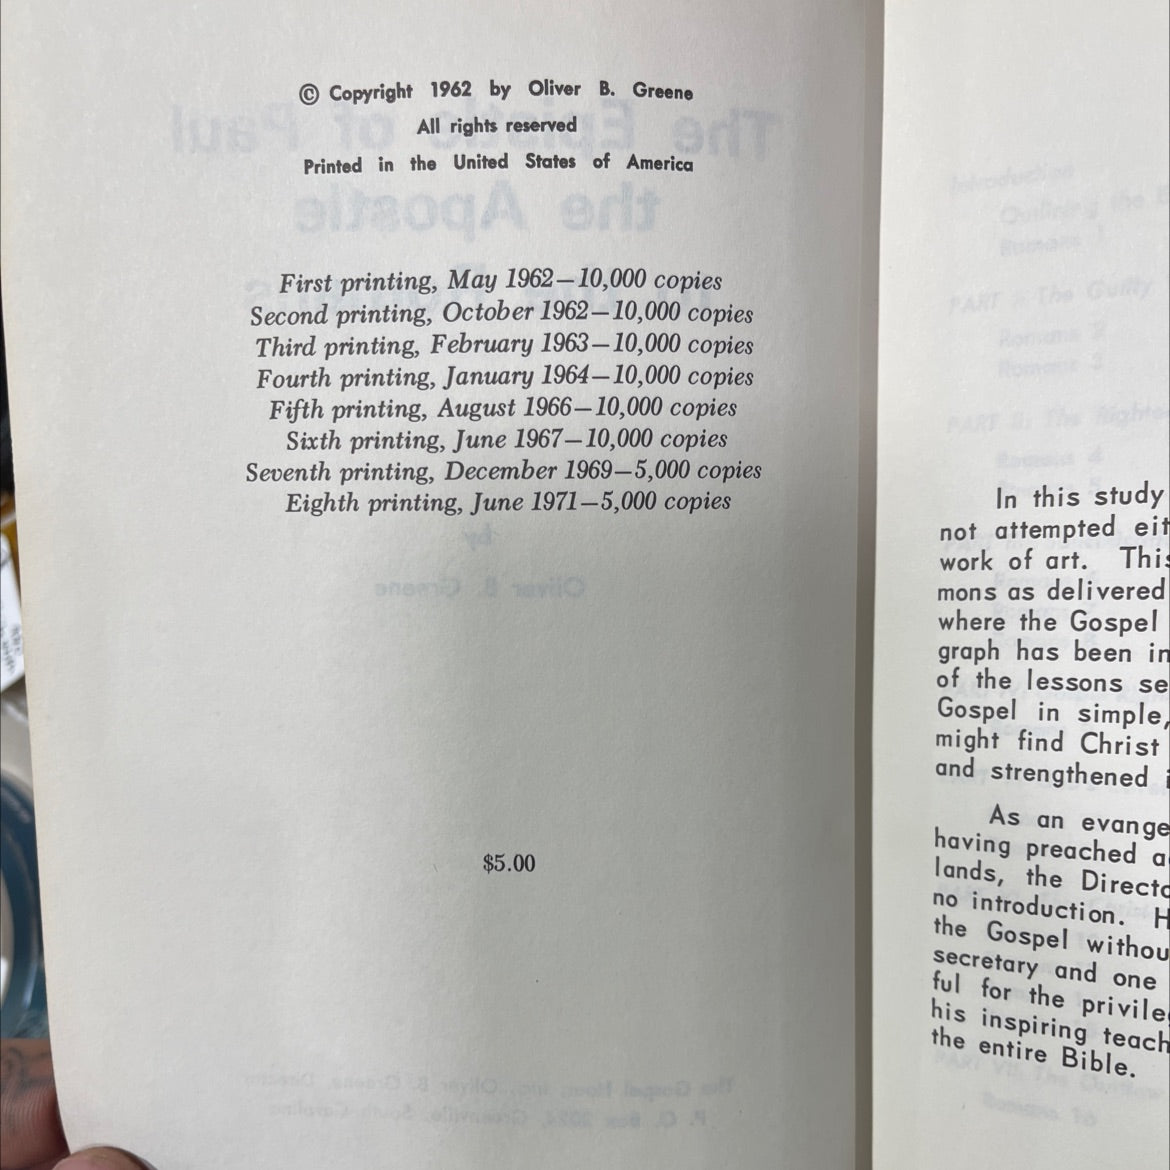 © Copyright 1962 by Oliver B. Greene
All rights reserved
Printed in the United States of America
First printing, May 1962—10,000 copies
Second printing, October 1962—10,000 copies
Third printing, February 1963—10,000 copies
Fourth printing, January 1964—10,000 copies
Fifth printing, August 1966—10,000 copies
Sixth printing, June 1967—10,000 copies
Seventh printing, December 1969—5,000 copies
Eighth printing, June 1971—5,000 copies
$5.00
In this study
not attempted eit
work of art. This
mons as delivered
where the Gospel
graph has been in
of the lessons se
Gospel in simple,
might find Christ
and strengthened i
As an evange
having preached a
lands, the Directo
no introduction. H
the Gospel withou
secretary and one
ful for the privileg
his inspiring teach
the entire Bible.